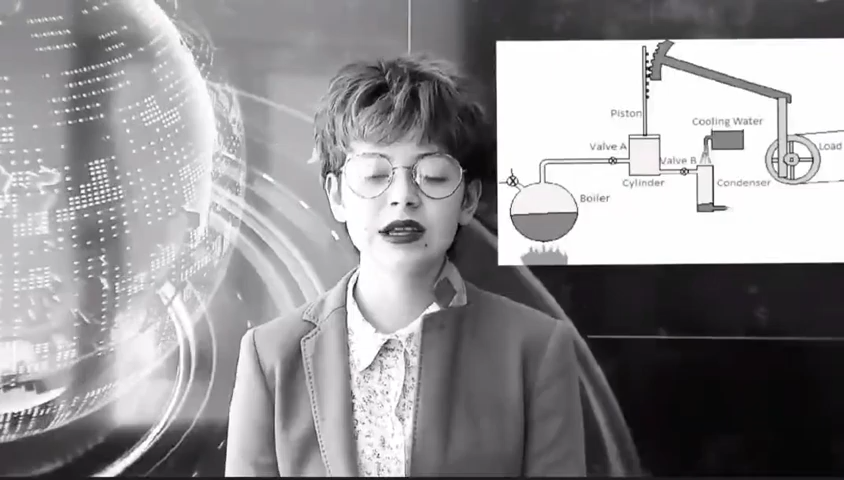 Piston
Cooling Water
Valve A
Valve B
Load
Cylinder
Condenser
Boiler